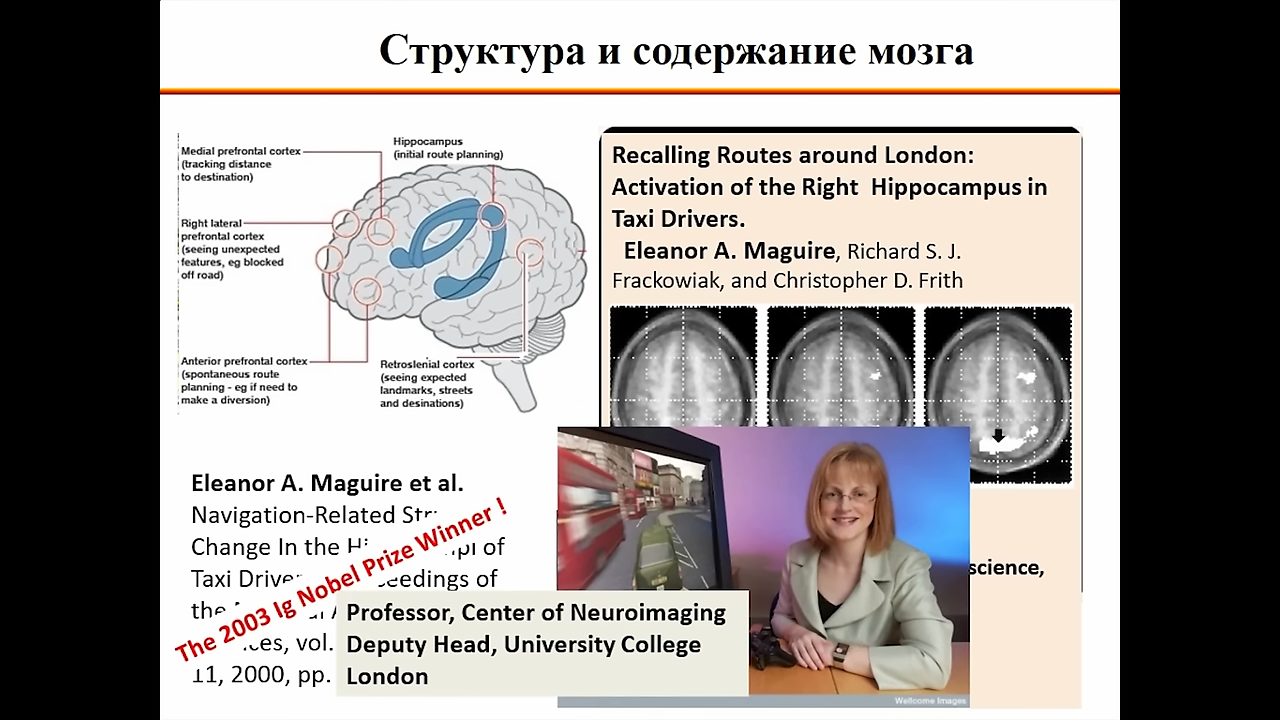 Структура и содержание мозга
Medial prefrontal cortex
(tracking distance
to destination)
Hippocampus
(initial route planning)
Right lateral
prefrontal cortex
(seeing unexpected
features, eg blocked
off road)
Anterior prefrontal cortex
(spontaneous route
planning - eg if need to
make a diversion)
Retroslenial cortex
(seeing expected
landmarks, streets
and desinations)
Recalling Routes around London:
Activation of the Right Hippocampus in
Taxi Drivers.
Eleanor A. Maguire, Richard S. J.
Frackowiak, and Christopher D. Frith
Eleanor A. Maguire et al.
Navigation-Related
Change In the of
Taxi
the
vol.
11, 2000, pp.
The 2003 Ig Nobel Prize Winner !
Professor, Center of Neuroimaging
Deputy Head, University College
London
science,
Wellcome Images